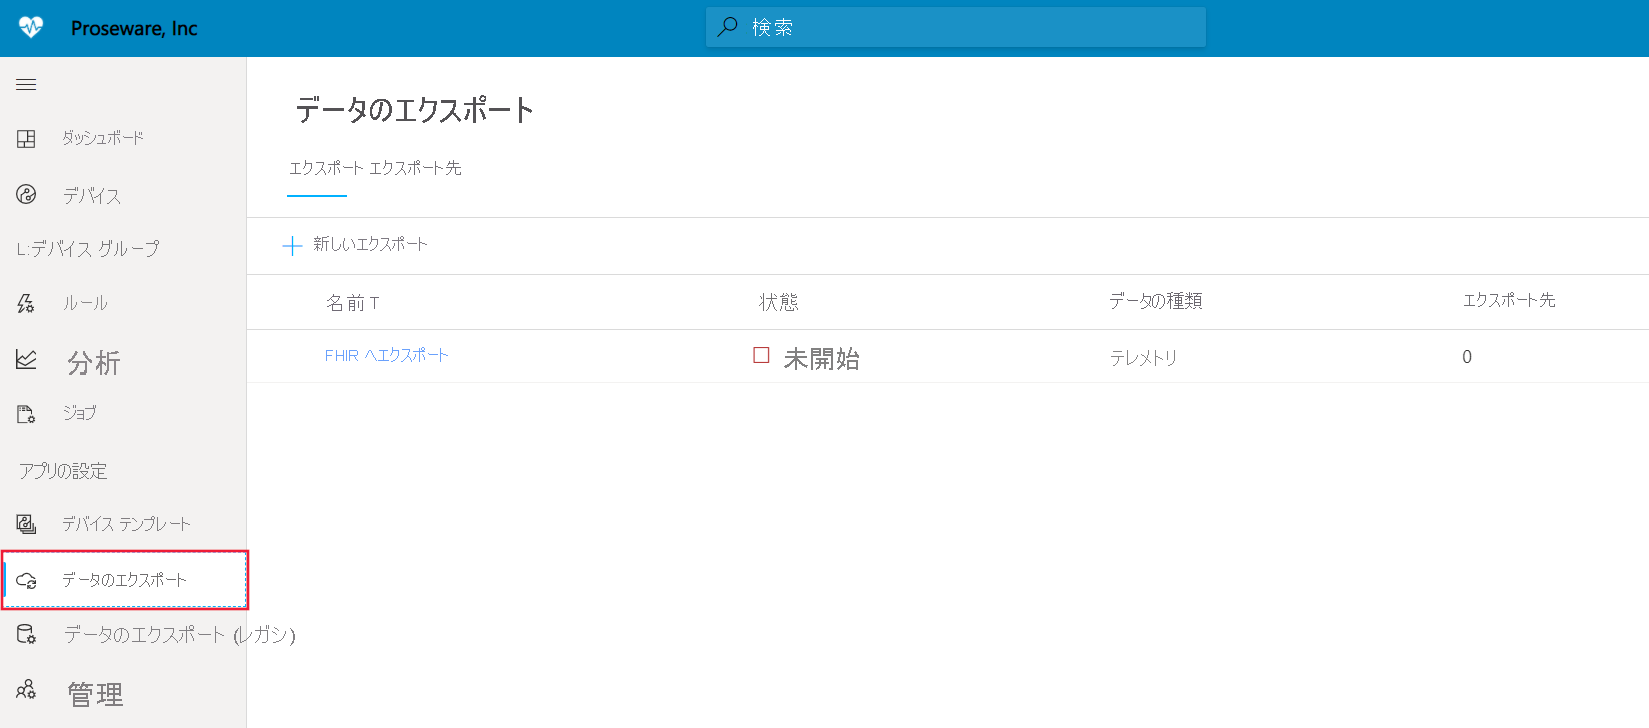 Proseware, Inc
検索
ダッシュボード
デバイス
L:デバイス グループ
ルール
分析
ジョブ
アプリの設定
デバイス テンプレート
データのエクスポート
データのエクスポート (レガシ)
管理
データのエクスポート
エクスポート エクスポート先
新しいエクスポート
名前 T 状態 データの種類 エクスポート先
FHIR へエクスポート 未開始 テレメトリ 0